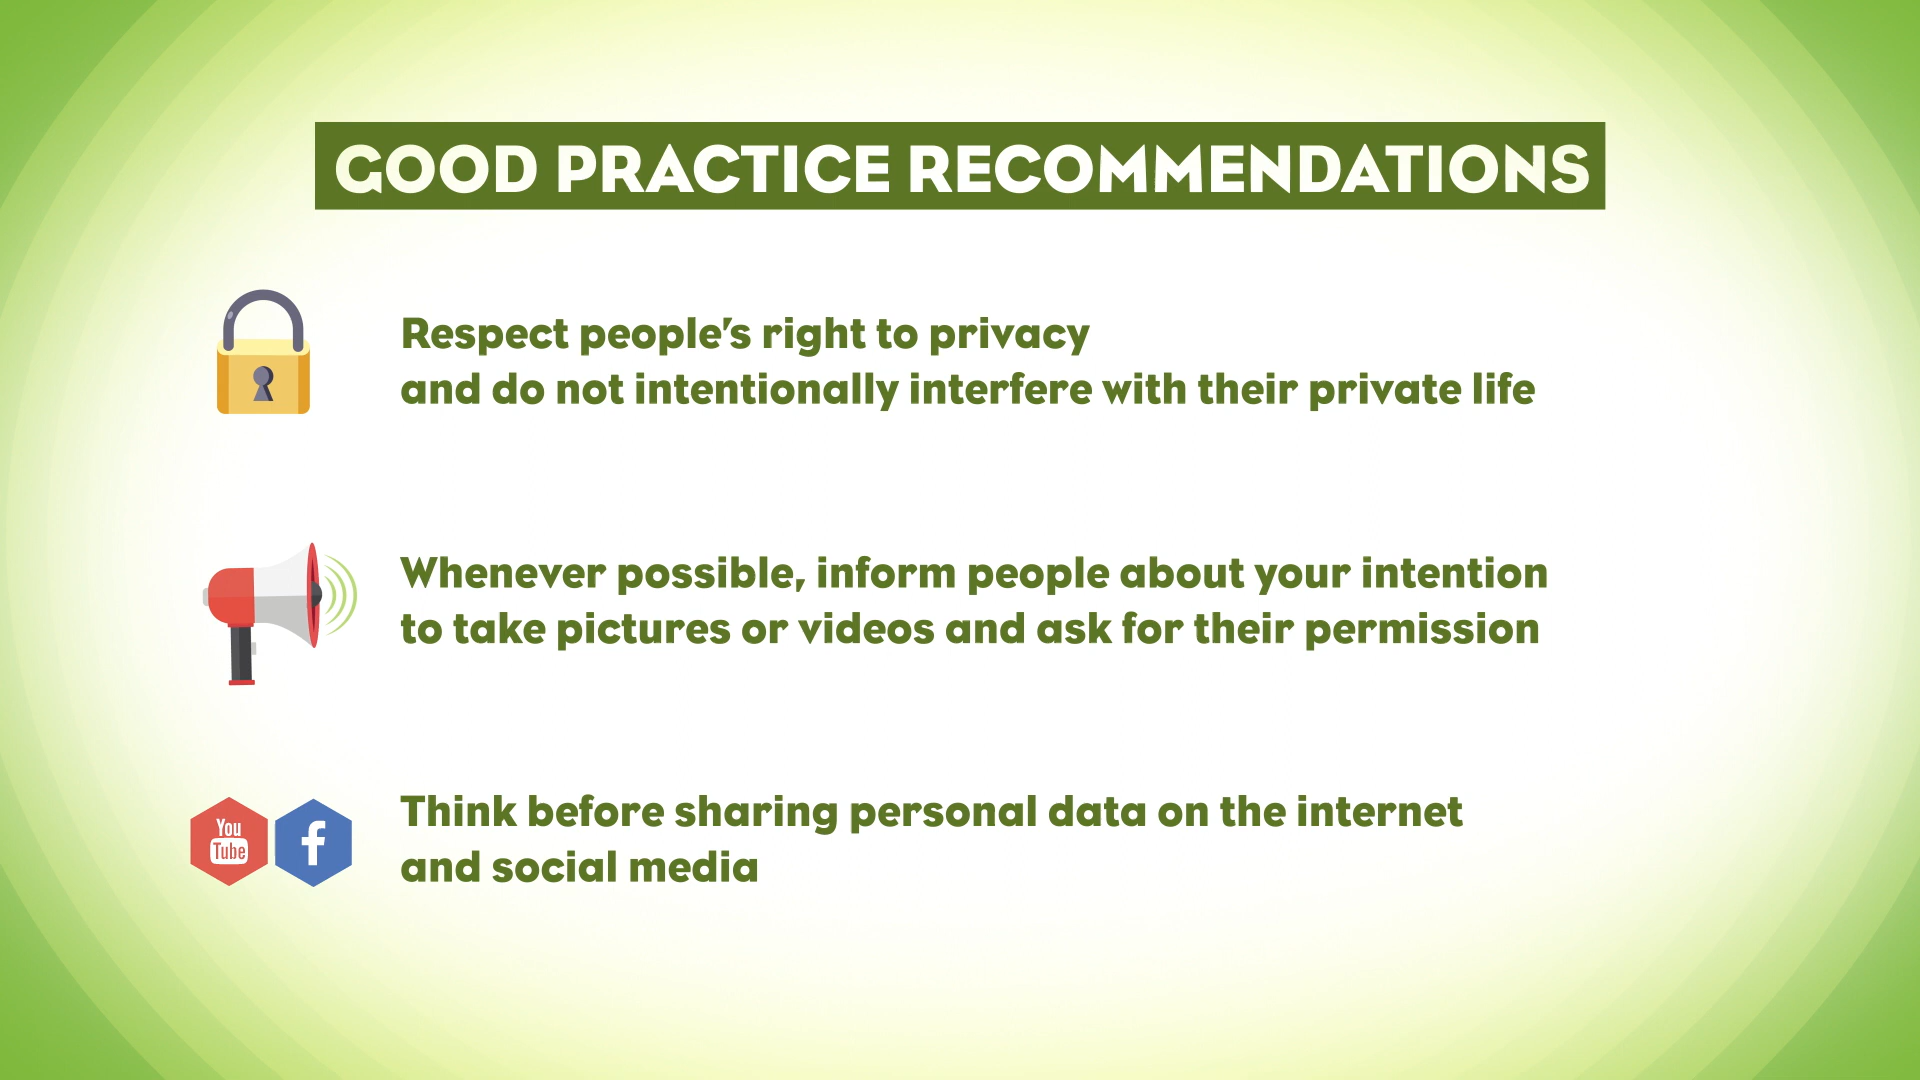 GOOD PRACTICE RECOMMENDATIONS
Respect people's right to privacy
and do not intentionally interfere with their private life
Whenever possible, inform people about your intention
to take pictures or videos and ask for their permission
You
Tube
f
Think before sharing personal data on the internet
and social media